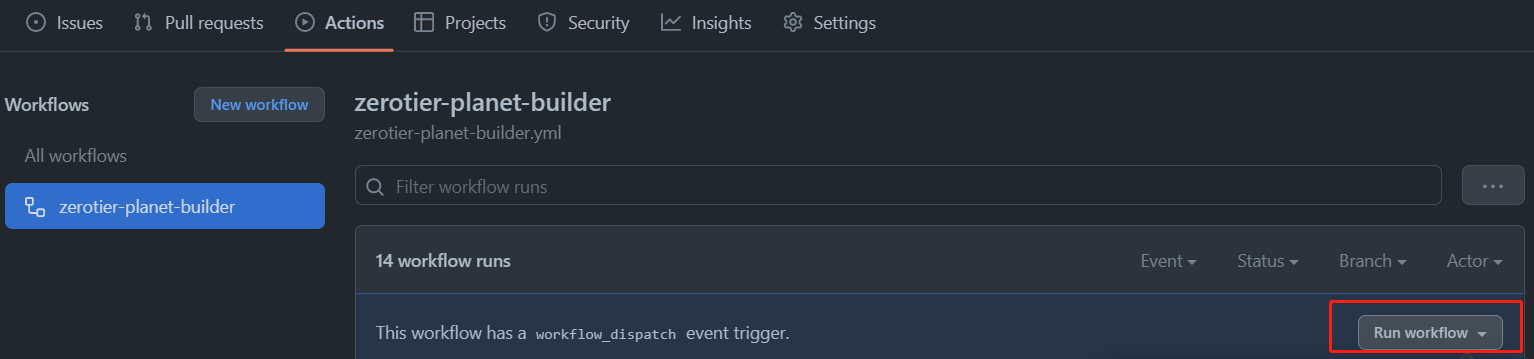 Issues Pull requests Actions Projects Security Insights Settings
Workflows
New workflow
All workflows
zerotier-planet-builder
zerotier-planet-builder
zerotier-planet-builder.yml
Filter workflow runs
14 workflow runs
Event Status Branch Actor
This workflow has a workflow_dispatch event trigger.
Run workflow